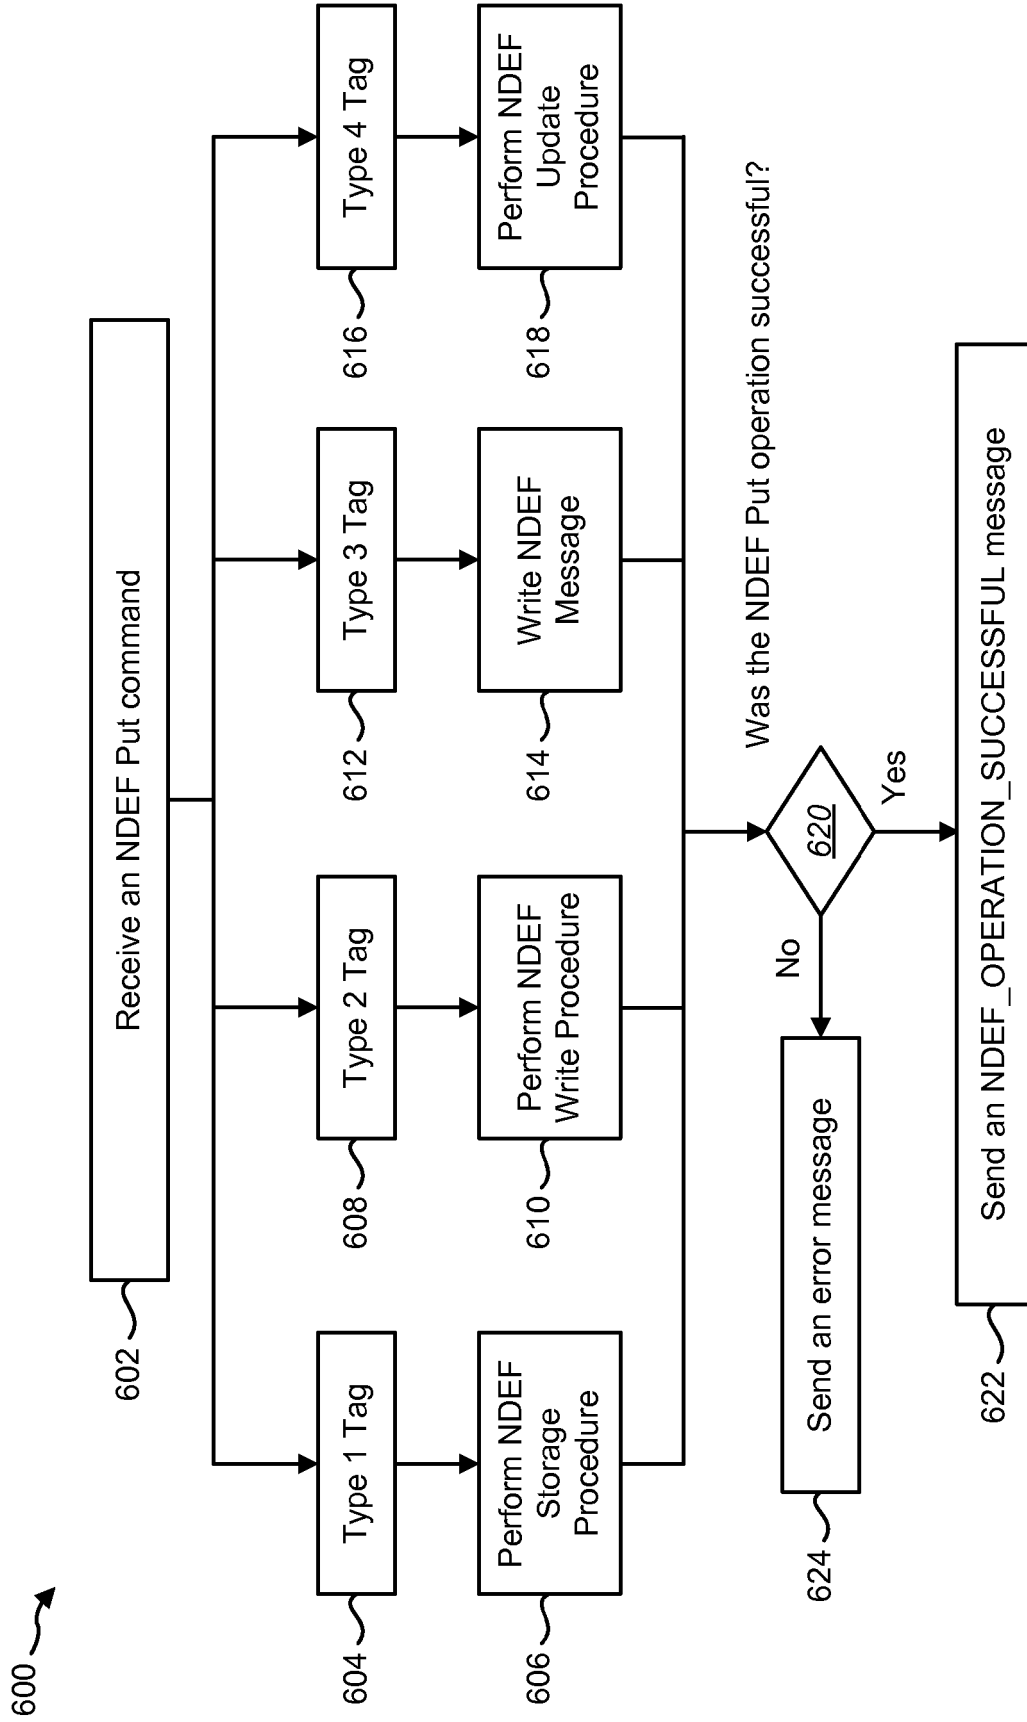 600
602
Receive an NDEF Put command
604
Type 1 Tag
608
Type 2 Tag
612
Type 3 Tag
616
Type 4 Tag
606
Perform NDEF
Storage
Procedure
610
Perform NDEF
Write Procedure
614
Write NDEF
Message
618
Perform NDEF
Update
Procedure
Was the NDEF Put operation successful?
620
No
Yes
624
Send an error message
622
Send an NDEF_OPERATION_SUCCESSFUL message